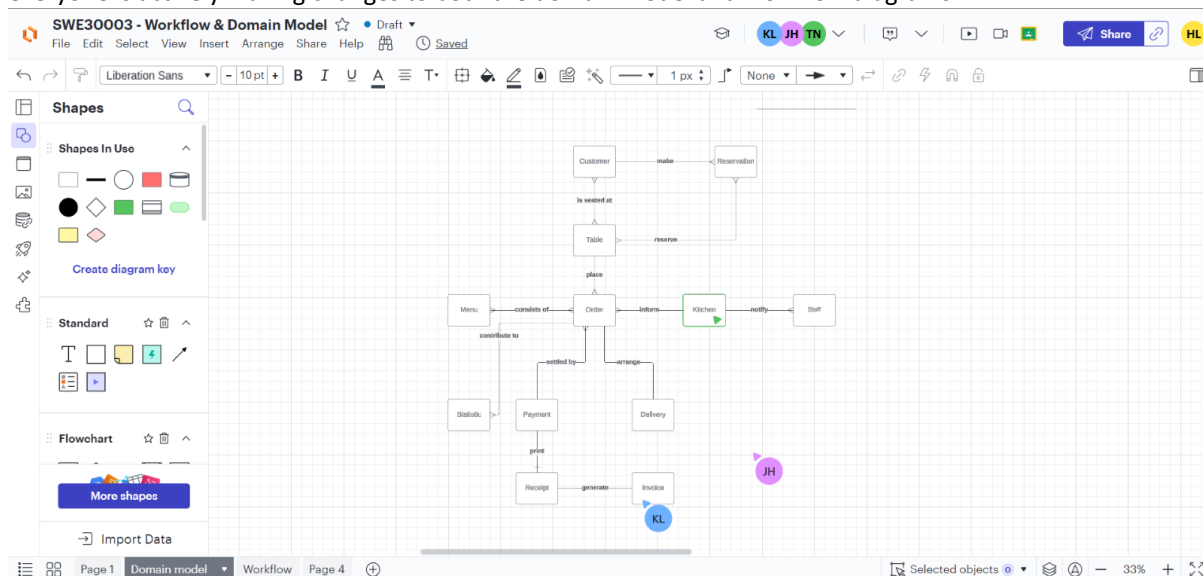 SWE30003 - Workflow & Domain Model Draft
File Edit Select View Insert Arrange Share Help Saved
KL JH TN
Share
HL
Liberation Sans
- 10 pt +
B I U A T
1 px
None
Shapes
Shapes In Use
Create diagram key
Standard
T
Flowchart
More shapes
Import Data
Customer
make
Reservation
is seated at
Table
reserve
place
Menu
consists of
Order
inform
Kitchen
notify
Staff
contribute to
settled by
arrange
Statistic
Payment
Delivery
print
Receipt
generate
Invoice
JH
KL
Page 1 Domain model Workflow Page 4
Selected objects 0
33%